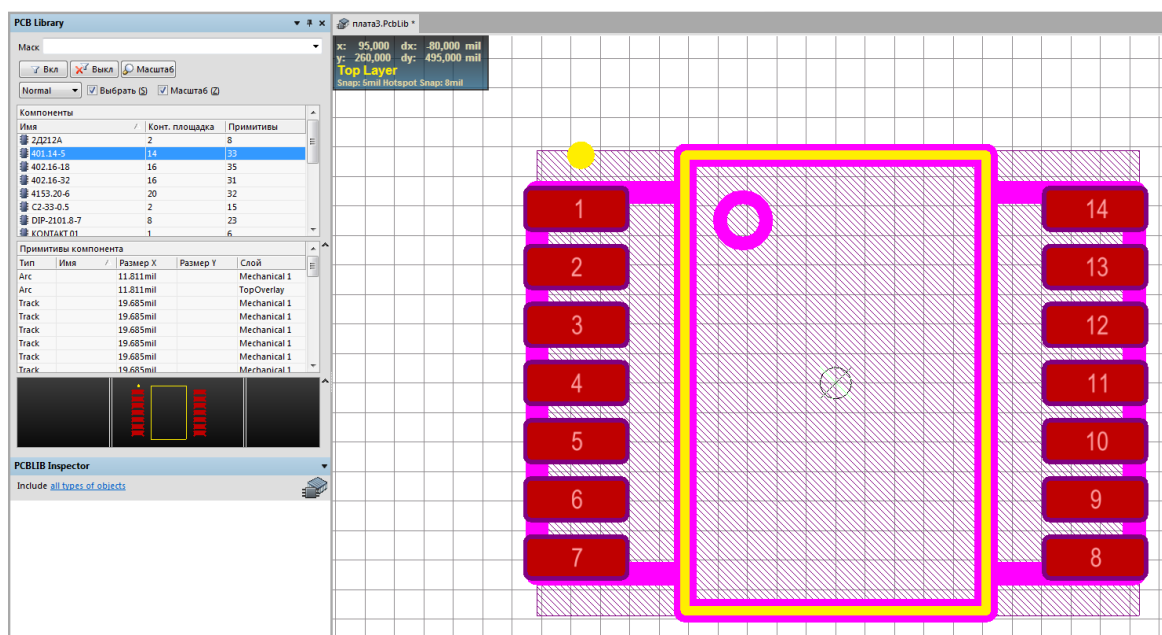 PCB Library
плата3.PcbLib *
Маск
Вкл Выкл Масштаб
Normal Выбрать (S) Масштаб (Z)
Компоненты
Имя / Конт. площадка Примитивы
2Д212А 2 8
401.14-5 14 33
402.16-18 16 35
402.16-32 16 31
4153.20-6 20 32
С2-33-0.5 2 15
DIP-2101.8-7 8 23
KONTAKT 01 1 6
Примитивы компонента
Тип Имя / Размер X Размер Y Слой
Arc 11.811mil Mechanical 1
Arc 11.811mil TopOverlay
Track 19.685mil Mechanical 1
Track 19.685mil Mechanical 1
Track 19.685mil Mechanical 1
Track 19.685mil Mechanical 1
Track 19.685mil Mechanical 1
Track 19.685mil Mechanical 1
PCBLIB Inspector
Include all types of objects
x: 95,000 dx: -80,000 mil
y: 260,000 dy: 495,000 mil
Top Layer
Snap: 5mil Hotspot Snap: 8mil
1 14
2 13
3 12
4 11
5 10
6 9
7 8